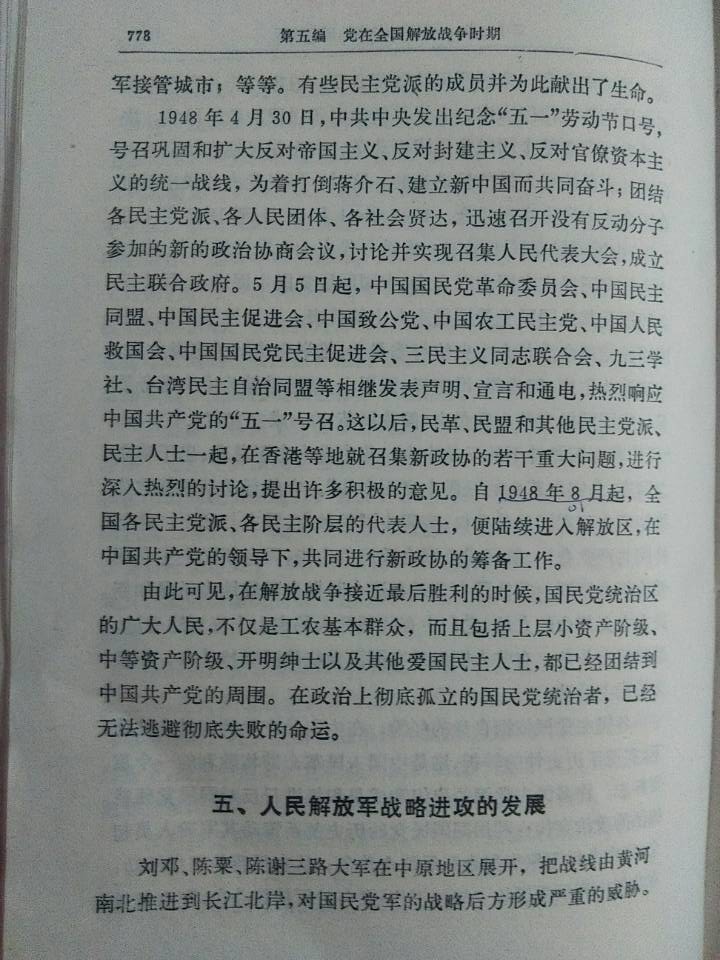 778 第五编 党在全国解放战争时期
军接管城市；等等。有些民主党派的成员并为此献出了生命。
1948年4月30日，中共中央发出纪念“五一”劳动节口号，
号召巩固和扩大反对帝国主义、反对封建主义、反对官僚资本主
义的统一战线，为着打倒蒋介石、建立新中国而共同奋斗；团结
各民主党派、各人民团体、各社会贤达，迅速召开没有反动分子
参加的新的政治协商会议，讨论并实现召集人民代表大会，成立
民主联合政府。5月5日起，中国国民党革命委员会、中国民主
同盟、中国民主促进会、中国致公党、中国农工民主党、中国人民
救国会、中国国民党民主促进会、三民主义同志联合会、九三学
社、台湾民主自治同盟等相继发表声明、宣言和通电，热烈响应
中国共产党的“五一”号召。这以后，民革、民盟和其他民主党派、
民主人士一起，在香港等地就召集新政协的若干重大问题，进行
深入热烈的讨论，提出许多积极的意见。自1948年8月起，全
国各民主党派、各民主阶层的代表人士，便陆续进入解放区，在
中国共产党的领导下，共同进行新政协的筹备工作。
由此可见，在解放战争接近最后胜利的时候，国民党统治区
的广大人民，不仅是工农基本群众，而且包括上层小资产阶级、
中等资产阶级、开明绅士以及其他爱国民主人士，都已经团结到
中国共产党的周围。在政治上彻底孤立的国民党统治者，已经
无法逃避彻底失败的命运。
五、人民解放军战略进攻的发展
刘邓、陈粟、陈谢三路大军在中原地区展开，把战线由黄河
南北推进到长江北岸，对国民党军的战略后方形成严重的威胁。